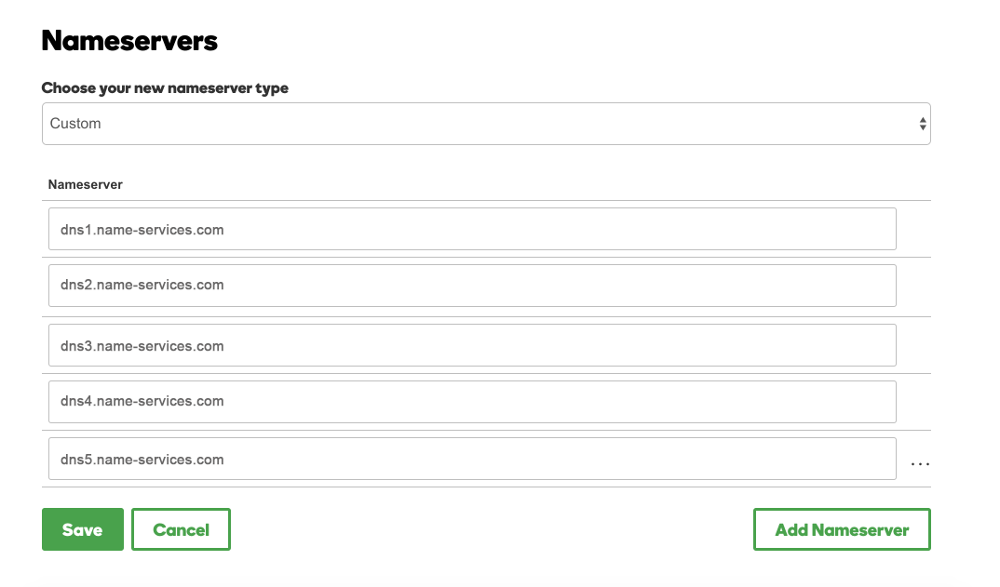 Nameservers
Choose your new nameserver type
Custom
Nameserver
dns1.name-services.com
dns2.name-services.com
dns3.name-services.com
dns4.name-services.com
dns5.name-services.com ...
Save Cancel Add Nameserver